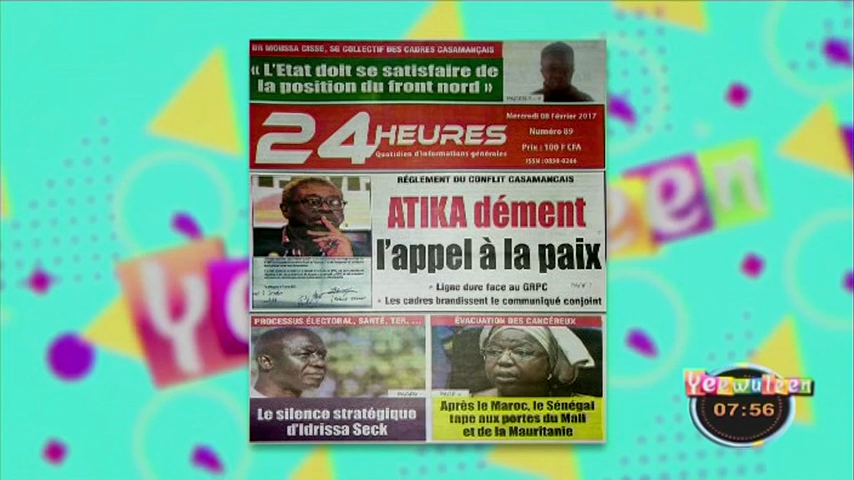 DR MOUSSA CISSE, SG COLLECTIF DES CADRES CASAMANÇAIS
« L'Etat doit se satisfaire de
la position du front nord »
24 HEURES
Quotidien d'informations générales
Mercredi 08 Février 2017
Numéro 89
Prix : 100 F CFA
RÉGLEMENT DU CONFLIT CASAMANCAIS
ATIKA dément
l'appel à la paix
• Ligne dure face au GRPC
• Les cadres brandissent le communiqué conjoint
PROCESSUS ÉLECTORAL, SANTÉ, TER, ...
Le silence stratégique
d'Idrissa Seck
ÉVACUATION DES CANCÉREUX
Après le Maroc, le Sénégal
tape aux portes du Mali
et de la Mauritanie
Yeewuleen
07:56